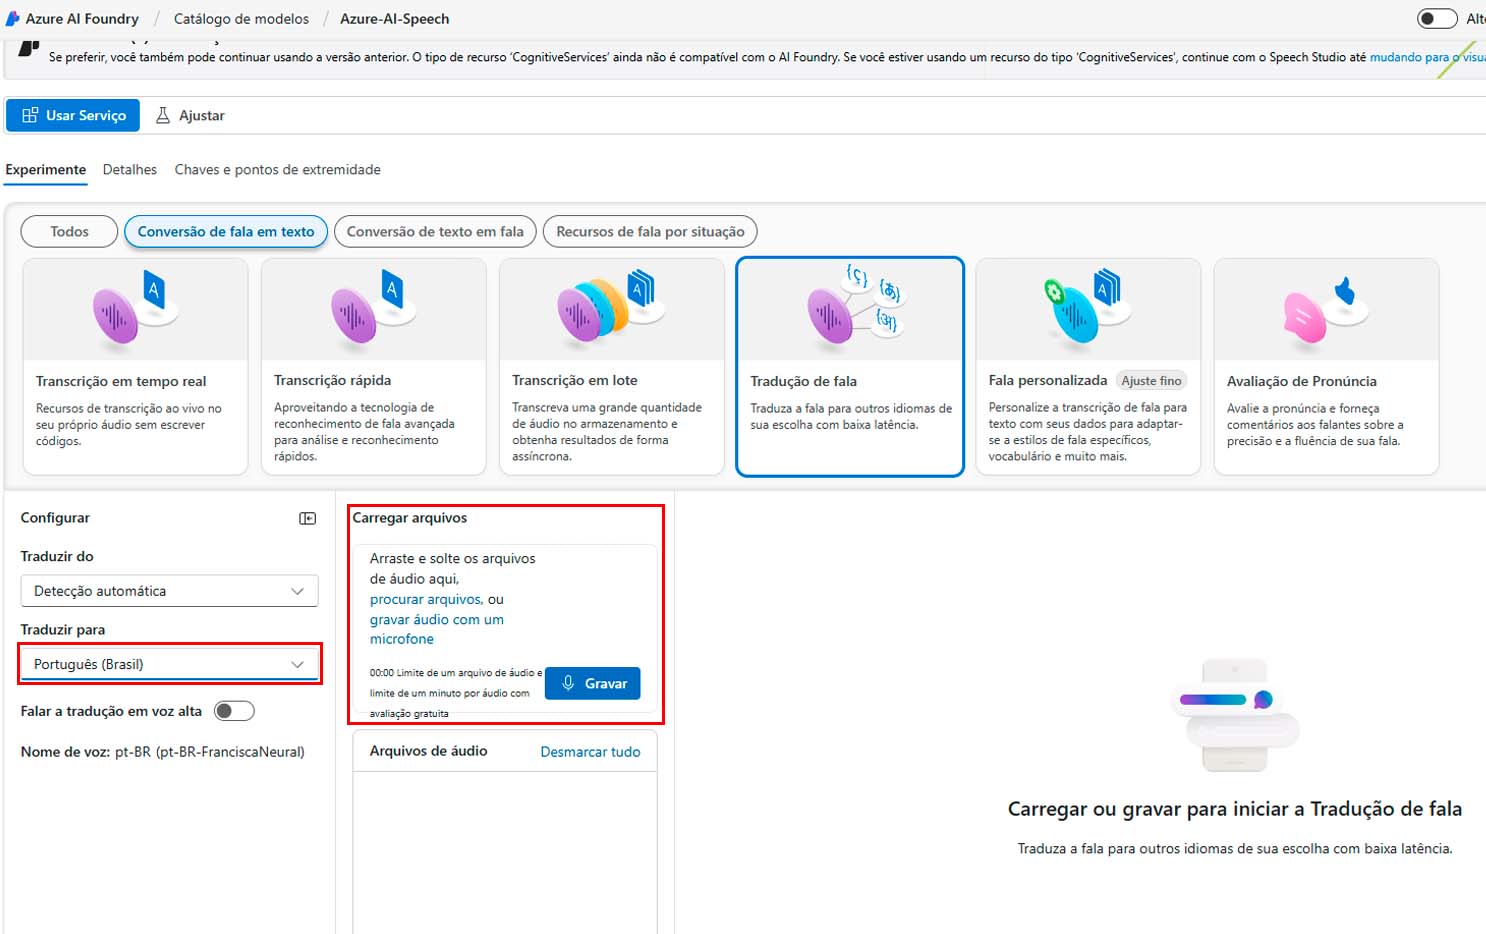 Azure AI Foundry / Catálogo de modelos / Azure-AI-Speech
Se preferir, você também pode continuar usando a versão anterior. O tipo de recurso 'CognitiveServices' ainda não é compatível com o AI Foundry. Se você estiver usando um recurso do tipo 'CognitiveServices', continue com o Speech Studio até mudando para o
Usar Serviço
Ajustar
Experimente
Detalhes
Chaves e pontos de extremidade
Todos
Conversão de fala em texto
Conversão de texto em fala
Recursos de fala por situação
Transcrição em tempo real
Recursos de transcrição ao vivo no
seu próprio áudio sem escrever
códigos.
Transcrição rápida
Aproveitando a tecnologia de
reconhecimento de fala avançada
para análise e reconhecimento
rápidos.
Transcrição em lote
Transcreva uma grande quantidade
de áudio no armazenamento e
obtenha resultados de forma
assíncrona.
Tradução de fala
Traduza a fala para outros idiomas de
sua escolha com baixa latência.
Fala personalizada
Ajuste fino
Personalize a transcrição de fala para
texto com seus dados para adaptar-
se a estilos de fala específicos,
vocabulário e muito mais.
Avaliação de Pronúncia
Avalie a pronúncia e forneça
comentários aos falantes sobre a
precisão e a fluência de sua fala.
Configurar
Traduzir do
Detecção automática
Traduzir para
Português (Brasil)
Falar a tradução em voz alta
Nome de voz: pt-BR (pt-BR-FranciscaNeural)
Carregar arquivos
Arraste e solte os arquivos
de áudio aqui,
procurar arquivos, ou
gravar áudio com um
microfone
00:00 Limite de um arquivo de áudio e
limite de um minuto por áudio com
avaliação gratuita
Gravar
Arquivos de áudio
Desmarcar tudo
Carregar ou gravar para iniciar a Tradução de fala
Traduza a fala para outros idiomas de sua escolha com baixa latência.